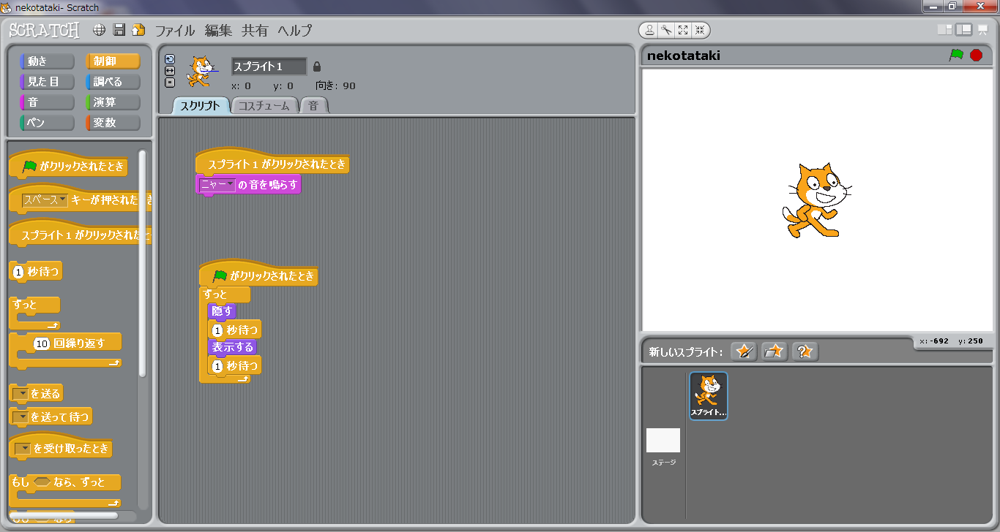 nekotataki- Scratch
SCRATCH ファイル 編集 共有 ヘルプ
動き 制御
見た目 調べる
音 演算
ペン 変数
がクリックされたとき
スペース キーが押されたとき
スプライト1 がクリックされたとき
1 秒待つ
ずっと
10 回繰り返す
を送る
を送って待つ
を受け取ったとき
もし なら、ずっと
もし なら
スプライト1
x: 0 y: 0 向き: 90
スクリプト コスチューム 音
スプライト1 がクリックされたとき
ニャー の音を鳴らす
がクリックされたとき
ずっと
隠す
1 秒待つ
表示する
1 秒待つ
nekotataki
x: -692 y: 250
新しいスプライト:
スプライト...
ステージ